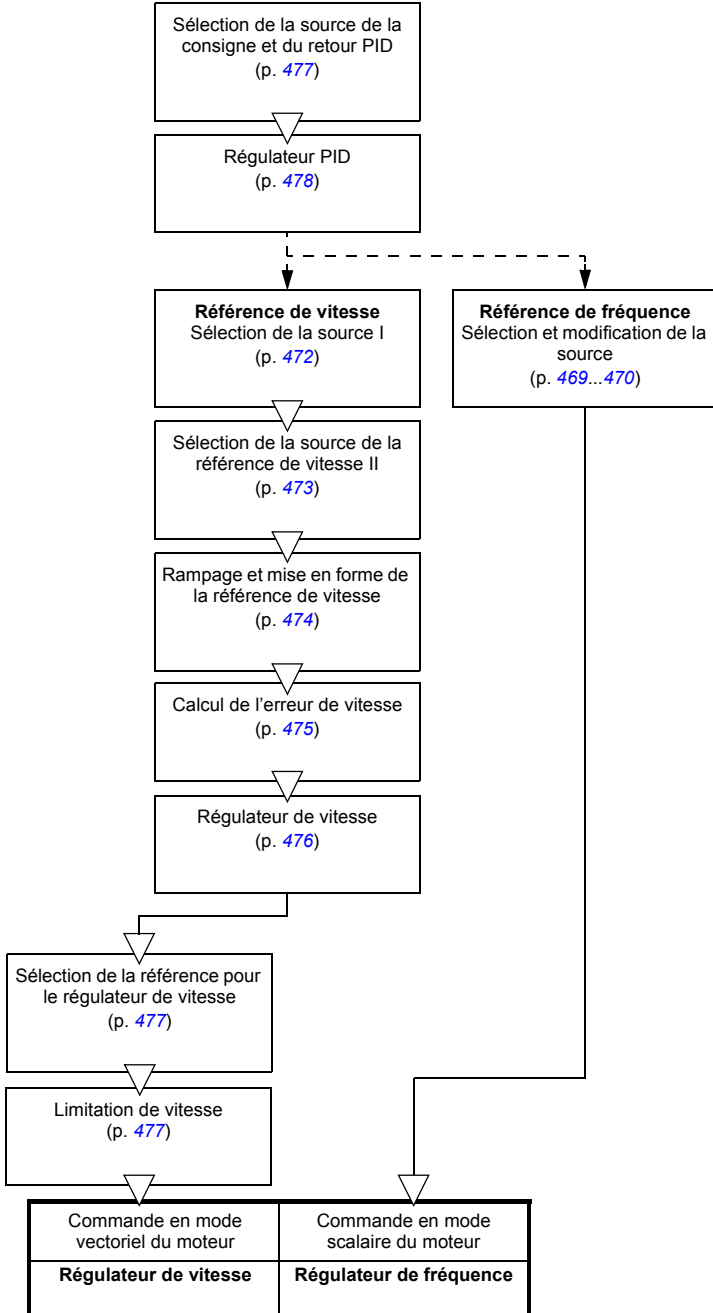 Sélection de la source de la
consigne et du retour PID
(p. 477)
Régulateur PID
(p. 478)
Référence de vitesse
Sélection de la source I
(p. 472)
Référence de fréquence
Sélection et modification de la
source
(p. 469...470)
Sélection de la source de la
référence de vitesse II
(p. 473)
Rampage et mise en forme de
la référence de vitesse
(p. 474)
Calcul de l'erreur de vitesse
(p. 475)
Régulateur de vitesse
(p. 476)
Sélection de la référence pour
le régulateur de vitesse
(p. 477)
Limitation de vitesse
(p. 477)
Commande en mode
vectoriel du moteur
Commande en mode
scalaire du moteur
Régulateur de vitesse
Régulateur de fréquence